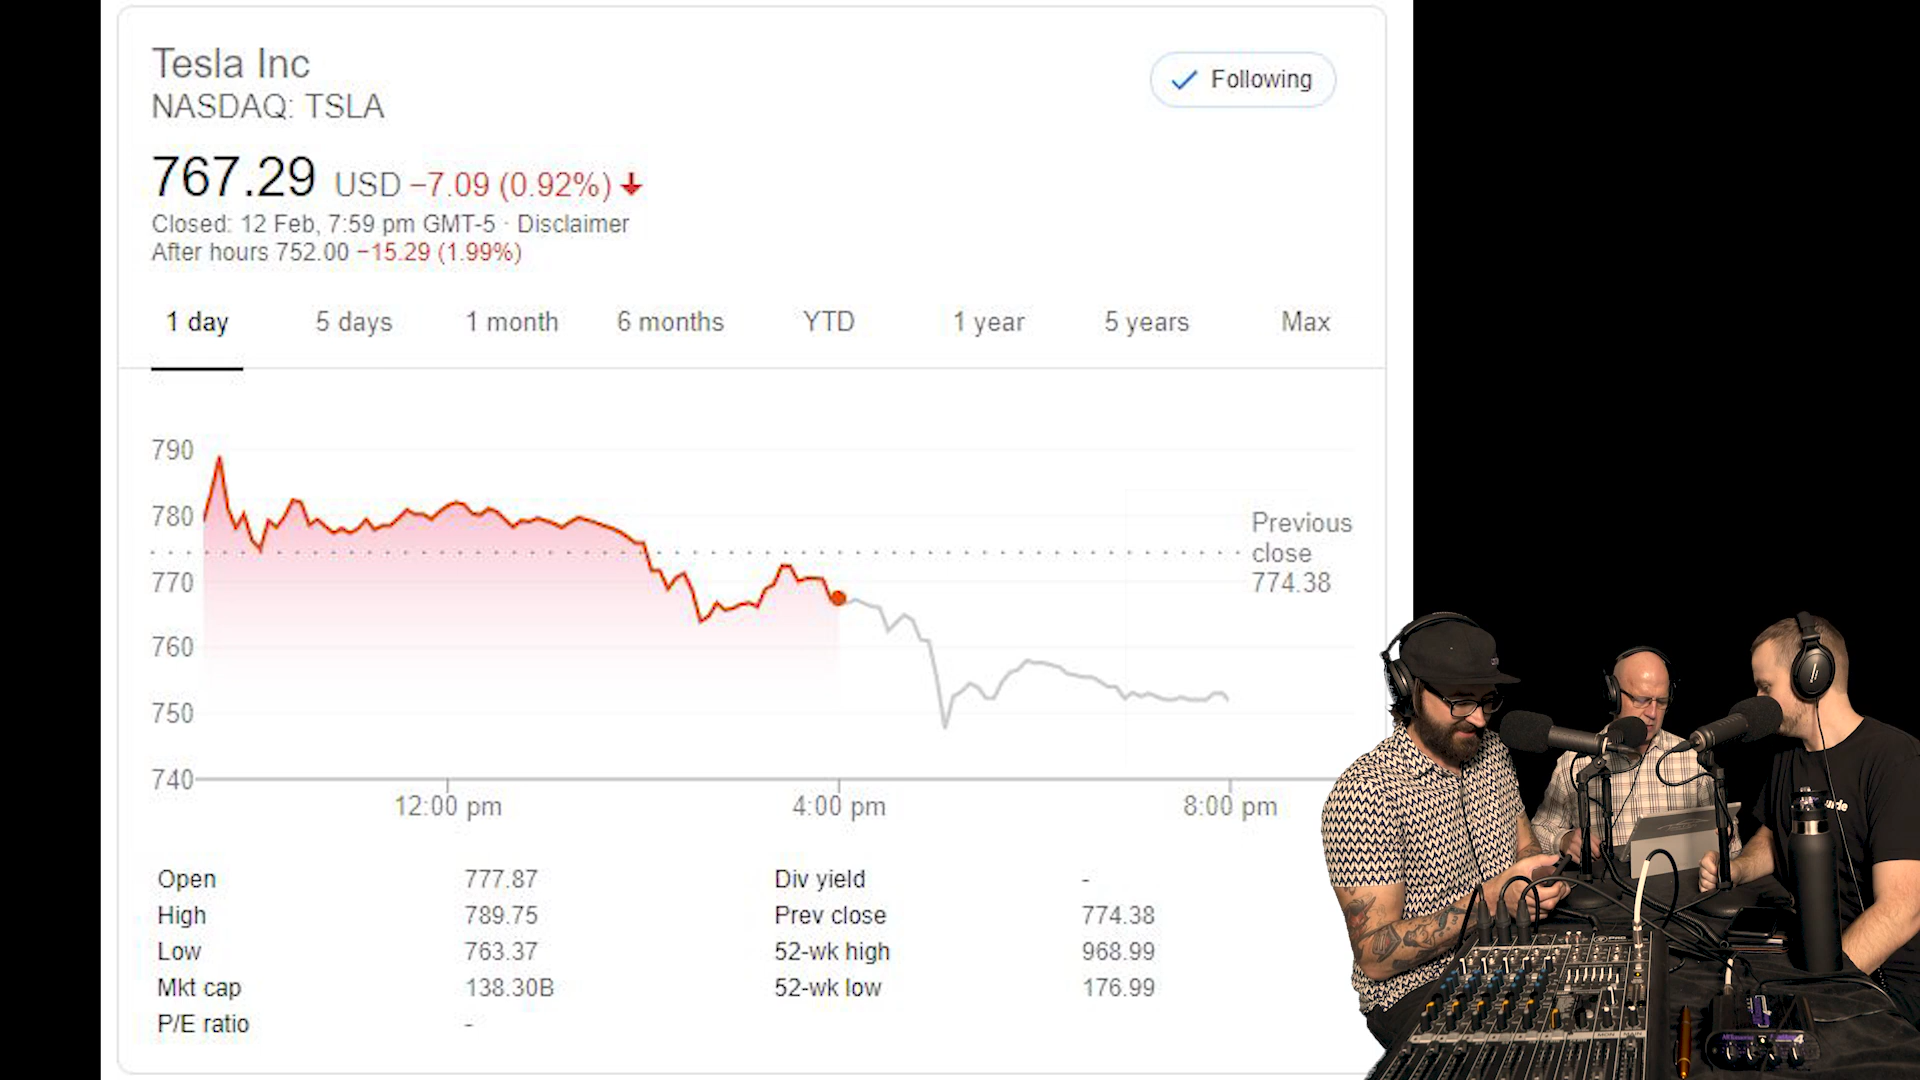 Tesla Inc
NASDAQ: TSLA
Following
767.29 USD −7.09 (0.92%)
Closed: 12 Feb, 7:59 pm GMT-5 · Disclaimer
After hours 752.00 −15.29 (1.99%)
1 day 5 days 1 month 6 months YTD 1 year 5 years Max
790
780
770
760
750
740
Previous
close
774.38
12:00 pm 4:00 pm 8:00 pm
Open 777.87 Div yield -
High 789.75 Prev close 774.38
Low 763.37 52-wk high 968.99
Mkt cap 138.30B 52-wk low 176.99
P/E ratio -